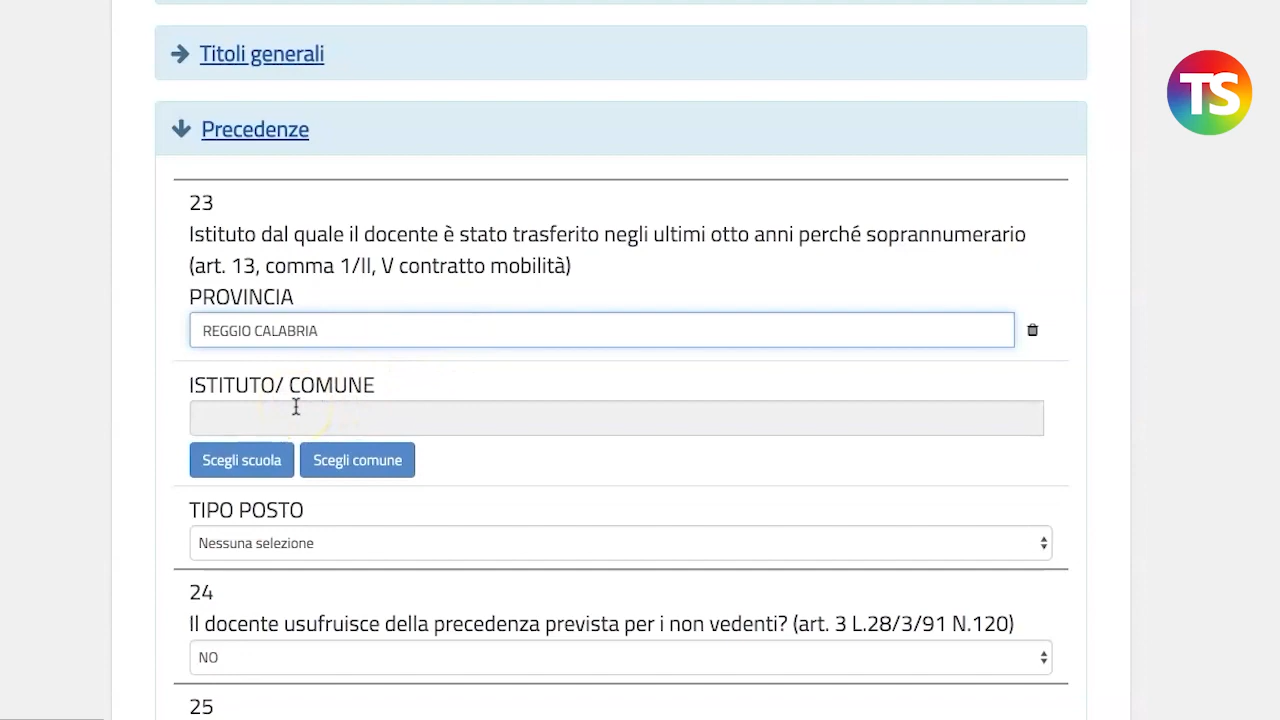 Titoli generali
TS
Precedenze
23
Istituto dal quale il docente è stato trasferito negli ultimi otto anni perché soprannumerario
(art. 13, comma 1/II, V contratto mobilità)
PROVINCIA
REGGIO CALABRIA
ISTITUTO/ COMUNE
Scegli scuola
Scegli comune
TIPO POSTO
Nessuna selezione
24
Il docente usufruisce della precedenza prevista per i non vedenti? (art. 3 L.28/3/91 N.120)
NO
25